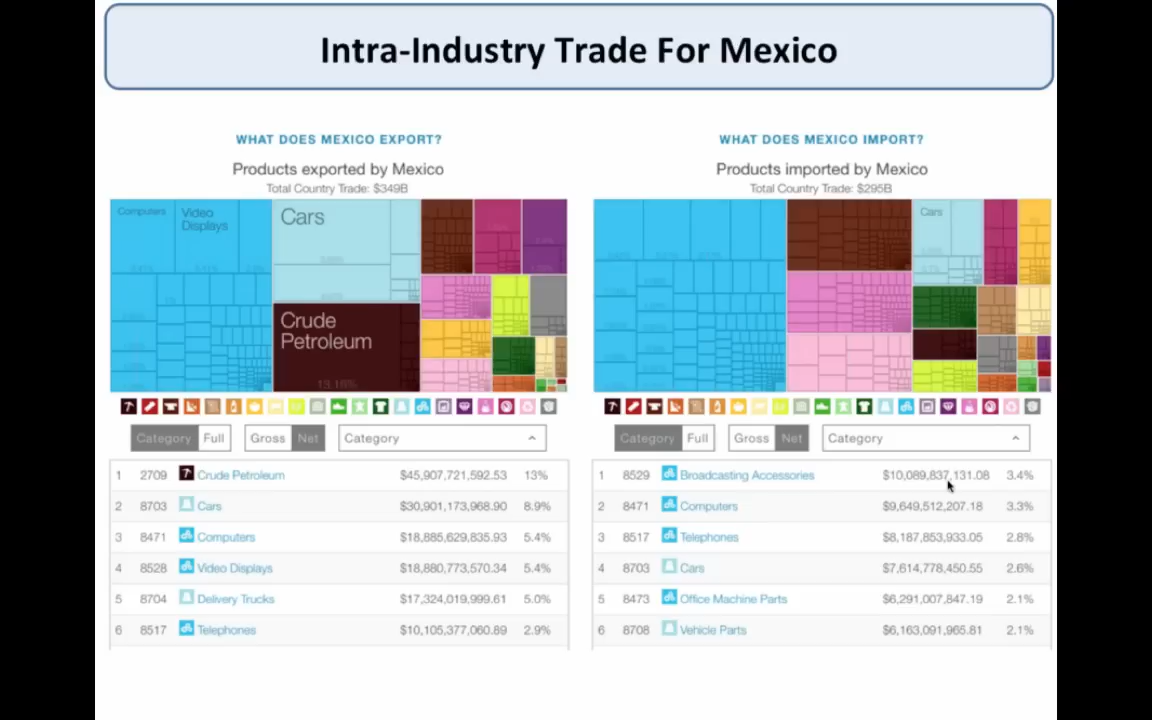 Intra-Industry Trade For Mexico
WHAT DOES MEXICO EXPORT?
Products exported by Mexico
Total Country Trade: $349B
Computers
Video
Displays
Cars
Crude
Petroleum
13.16%
Category Full Gross Net Category
1 2709 Crude Petroleum $45,907,721,592.53 13%
2 8703 Cars $30,901,173,968.90 8.9%
3 8471 Computers $18,885,629,835.93 5.4%
4 8528 Video Displays $18,880,773,570.34 5.4%
5 8704 Delivery Trucks $17,324,019,999.61 5.0%
6 8517 Telephones $10,105,377,060.89 2.9%
WHAT DOES MEXICO IMPORT?
Products imported by Mexico
Total Country Trade: $295B
Cars
Category Full Gross Net Category
1 8529 Broadcasting Accessories $10,089,837,131.08 3.4%
2 8471 Computers $9,649,512,207.18 3.3%
3 8517 Telephones $8,187,853,933.05 2.8%
4 8703 Cars $7,614,778,450.55 2.6%
5 8473 Office Machine Parts $6,291,007,847.19 2.1%
6 8708 Vehicle Parts $6,163,091,965.81 2.1%